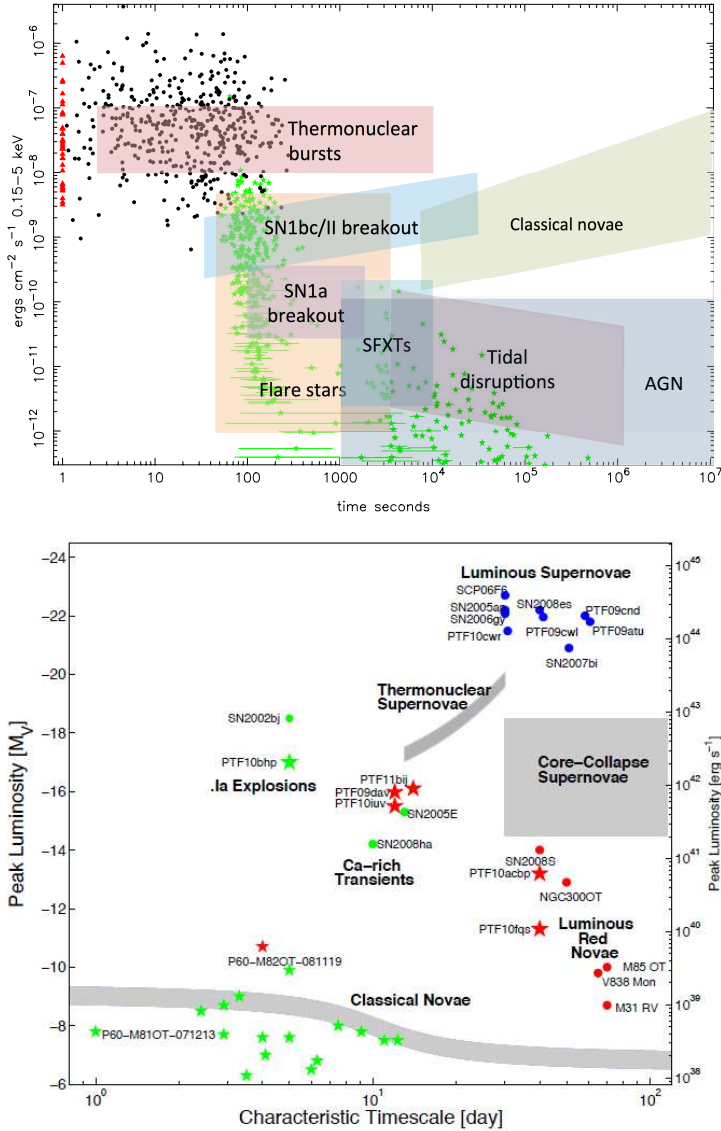 10⁻⁶
10⁻⁷
10⁻⁸
10⁻⁹
10⁻¹⁰
10⁻¹¹
10⁻¹²
ergs cm⁻² s⁻¹ 0.15−5 keV
Thermonuclear
bursts
SN1bc/II breakout
Classical novae
SN1a
breakout
SFXTs
Tidal
disruptions
Flare stars
AGN
1
10
100
1000
10⁴
10⁵
10⁶
10⁷
time seconds
−24
−22
−20
−18
−16
−14
−12
−10
−8
−6
Peak Luminosity [M_V]
10⁴⁵
10⁴⁴
10⁴³
10⁴²
10⁴¹
10⁴⁰
10³⁹
10³⁸
Peak Luminosity [erg s⁻¹]
Luminous Supernovae
SCP06F6
SN2005ap
SN2008es
SN2006gy
PTF09cnd
PTF10cwr
PTF09cwl
PTF09atu
SN2007bi
Thermonuclear
Supernovae
SN2002bj
PTF10bhp
.Ia Explosions
Core−Collapse
Supernovae
PTF11bij
PTF09dav
PTF10iuv
SN2005E
SN2008ha
Ca−rich
Transients
SN2008S
PTF10acbp
NGC300OT
PTF10fqs
Luminous
Red
Novae
P60−M82OT−081119
M85 OT
V838 Mon
M31 RV
Classical Novae
P60−M81OT−071213
10⁰
10¹
10²
Characteristic Timescale [day]